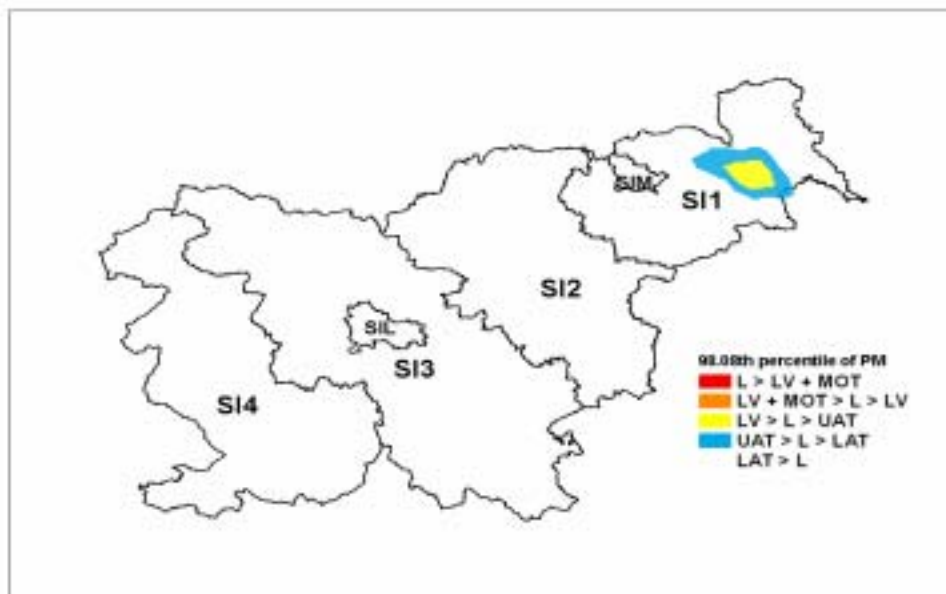 SIM
SI1
SI2
SIL
SI3
SI4
98.08th percentile of PM
L > LV + MOT
LV + MOT > L > LV
LV > L > UAT
UAT > L > LAT
LAT > L